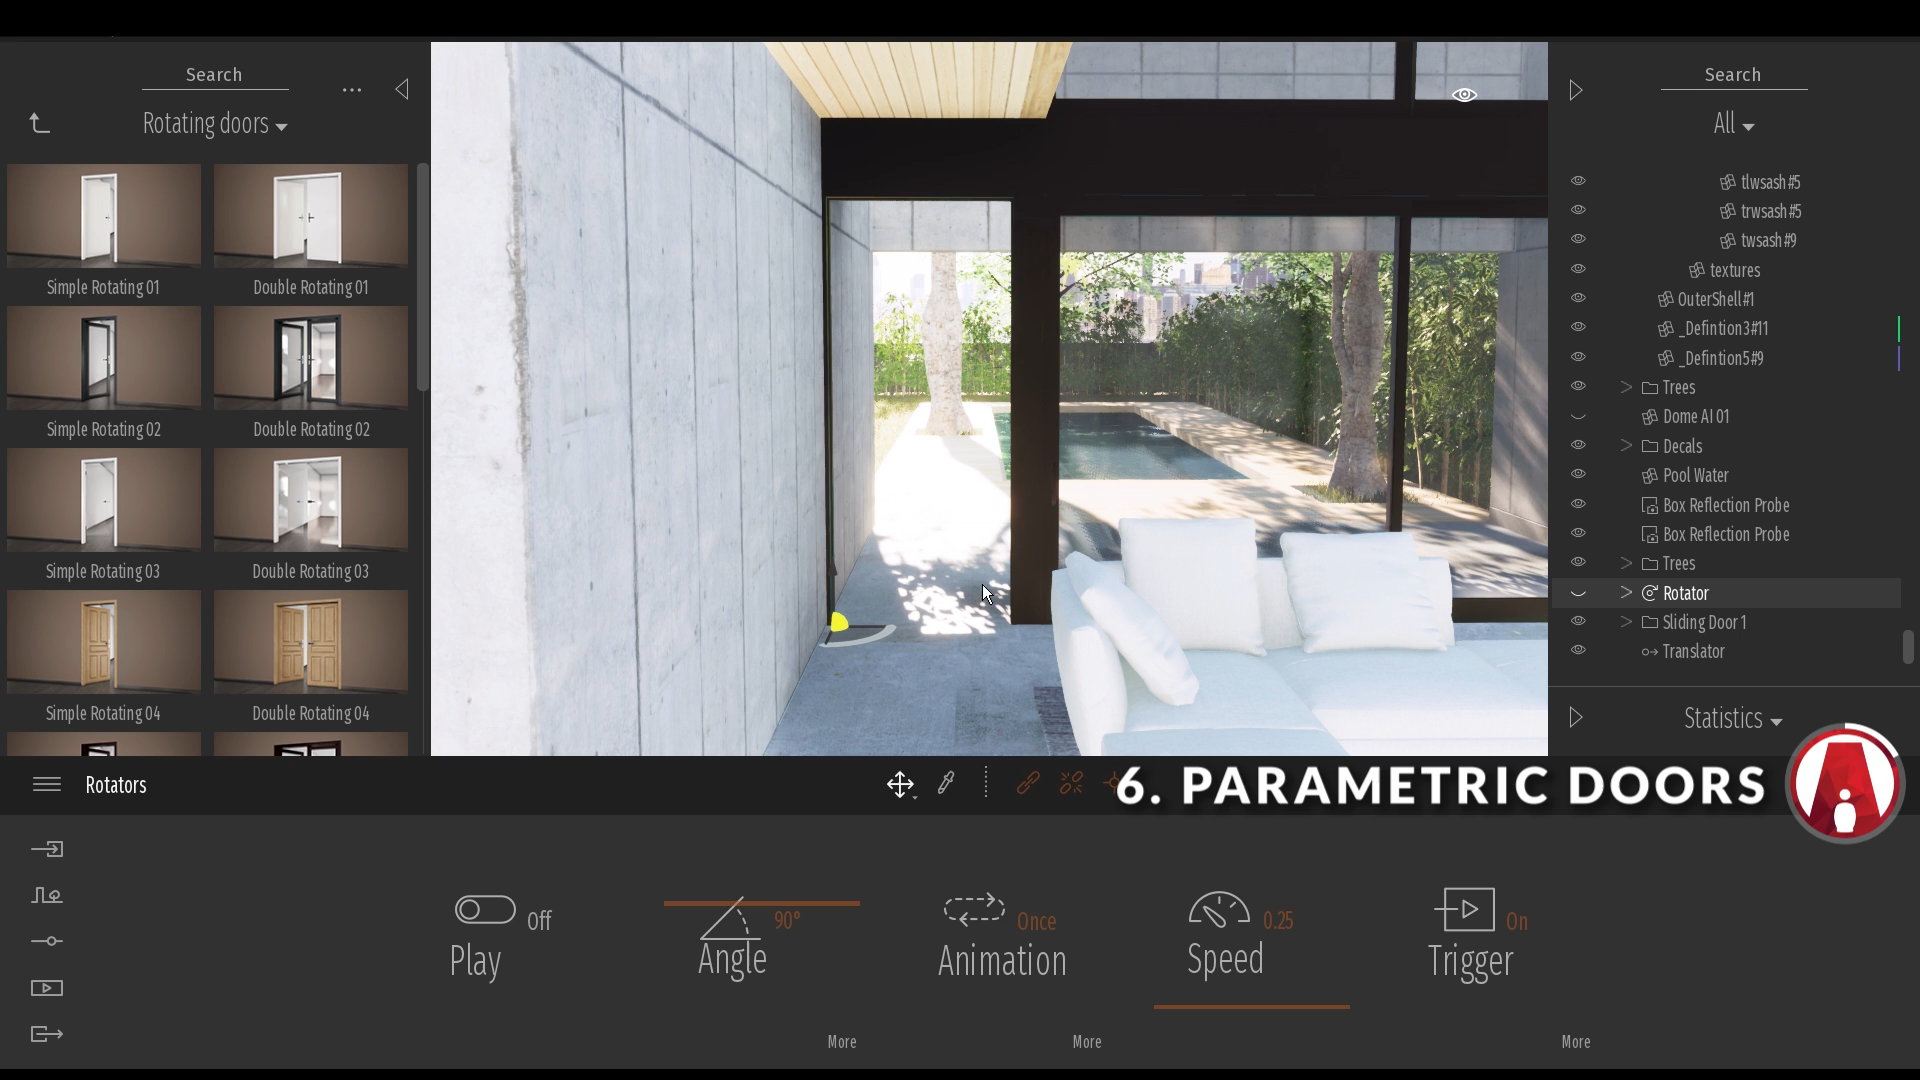 Search
Rotating doors
Simple Rotating 01
Double Rotating 01
Simple Rotating 02
Double Rotating 02
Simple Rotating 03
Double Rotating 03
Simple Rotating 04
Double Rotating 04
Search
All
tlwsash#5
trwsash#5
twsash#9
textures
OuterShell#1
_Defintion3#11
_Defintion5#9
Trees
Dome AI 01
Decals
Pool Water
Box Reflection Probe
Box Reflection Probe
Trees
Rotator
Sliding Door 1
Translator
Statistics
Rotators
6. PARAMETRIC DOORS
Off
Play
90°
Angle
More
Once
Animation
More
0.25
Speed
On
Trigger
More